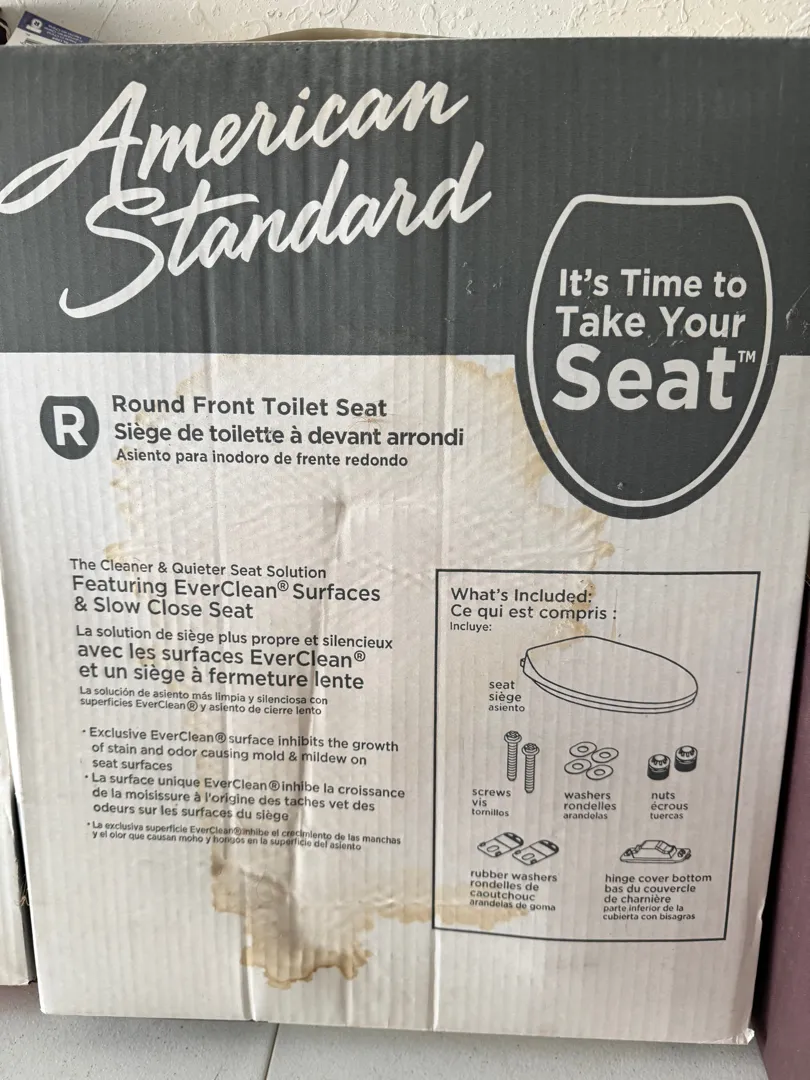 American
Standard
It's Time to
Take Your
Seat™
R
Round Front Toilet Seat
Siège de toilette à devant arrondi
Asiento para inodoro de frente redondo
The Cleaner & Quieter Seat Solution
Featuring EverClean® Surfaces
& Slow Close Seat
La solution de siège plus propre et silencieux
avec les surfaces EverClean®
et un siège à fermeture lente
La solución de asiento más limpia y silenciosa con
superficies EverClean® y asiento de cierre lento
• Exclusive EverClean® surface inhibits the growth
of stain and odor causing mold & mildew on
seat surfaces
• La surface unique EverClean® inhibe la croissance
de la moisissure à l'origine des taches vet des
odeurs sur les surfaces du siège
• La exclusiva superficie EverClean® inhibe el crecimiento de las manchas
y el olor que causan moho y hongos en la superficie del asiento
What's Included:
Ce qui est compris :
Incluye:
seat
siège
asiento
screws
vis
tornillos
washers
rondelles
arandelas
nuts
écrous
tuercas
rubber washers
rondelles de
caoutchouc
arandelas de goma
hinge cover bottom
bas du couvercle
de charnière
parte inferior de la
cubierta con bisagras